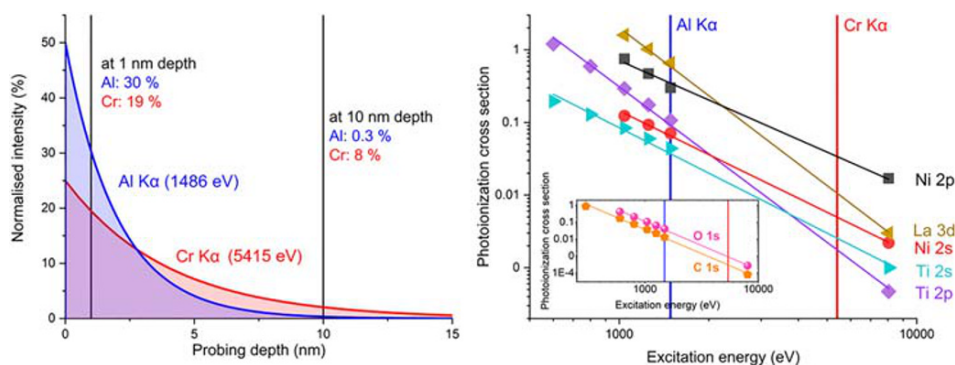 50
40
30
20
10
0
Normalised intensity (%)
at 1 nm depth
Al: 30 %
Cr: 19 %
at 10 nm depth
Al: 0.3 %
Cr: 8 %
Al Kα (1486 eV)
Cr Kα (5415 eV)
0
5
10
15
Probing depth (nm)
Al Kα
Cr Kα
1
0.1
0.01
0
Photoionization cross section
Ni 2p
La 3d
Ni 2s
Ti 2s
Ti 2p
1
0.1
0.01
0
1E-4
Photoionization cross section
O 1s
C 1s
1000
10000
Excitation energy (eV)
1000
10000
Excitation energy (eV)